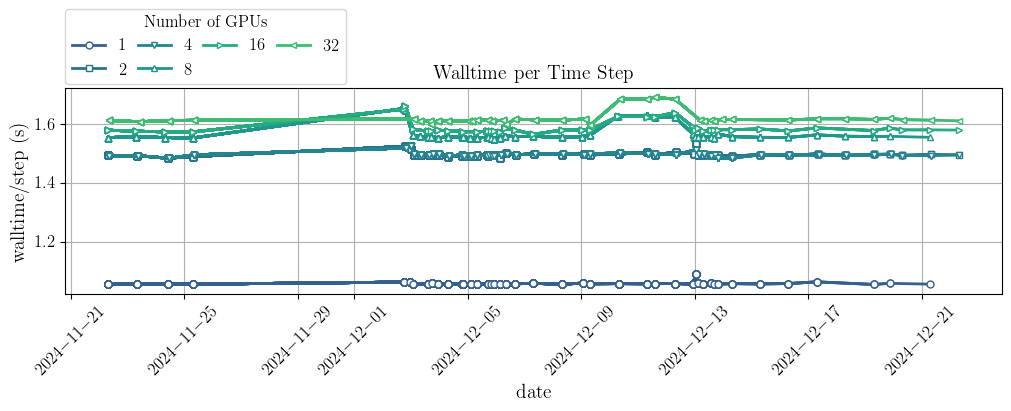 Number of GPUs
1 4 16 32
2 8
Walltime per Time Step
walltime/step (s)
1.6
1.4
1.2
2024−11−21 2024−11−25 2024−11−29 2024−12−01 2024−12−05 2024−12−09 2024−12−13 2024−12−17 2024−12−21
date